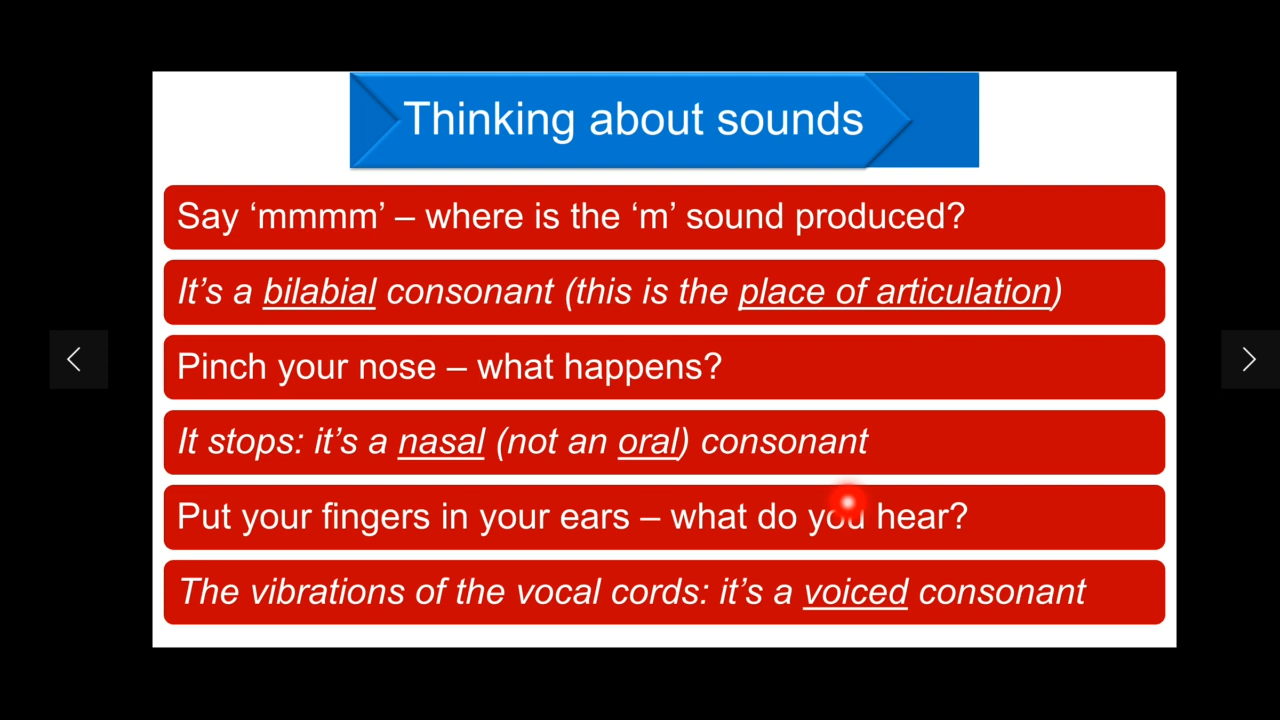 Thinking about sounds
Say ‘mmmm’ – where is the ‘m’ sound produced?
It’s a bilabial consonant (this is the place of articulation)
Pinch your nose – what happens?
It stops: it’s a nasal (not an oral) consonant
Put your fingers in your ears – what do you hear?
The vibrations of the vocal cords: it’s a voiced consonant